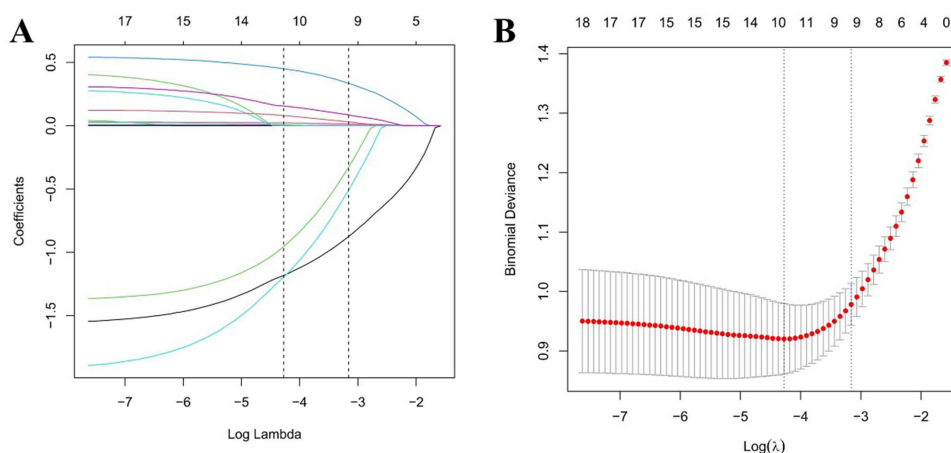 A
17 15 14 10 9 5
Coefficients
0.5
0.0
−0.5
−1.0
−1.5
−7 −6 −5 −4 −3 −2
Log Lambda
B
18 17 17 15 15 14 10 11 9 9 8 6 4 0
Binomial Deviance
1.4
1.3
1.2
1.1
1.0
0.9
−7 −6 −5 −4 −3 −2
Log(λ)